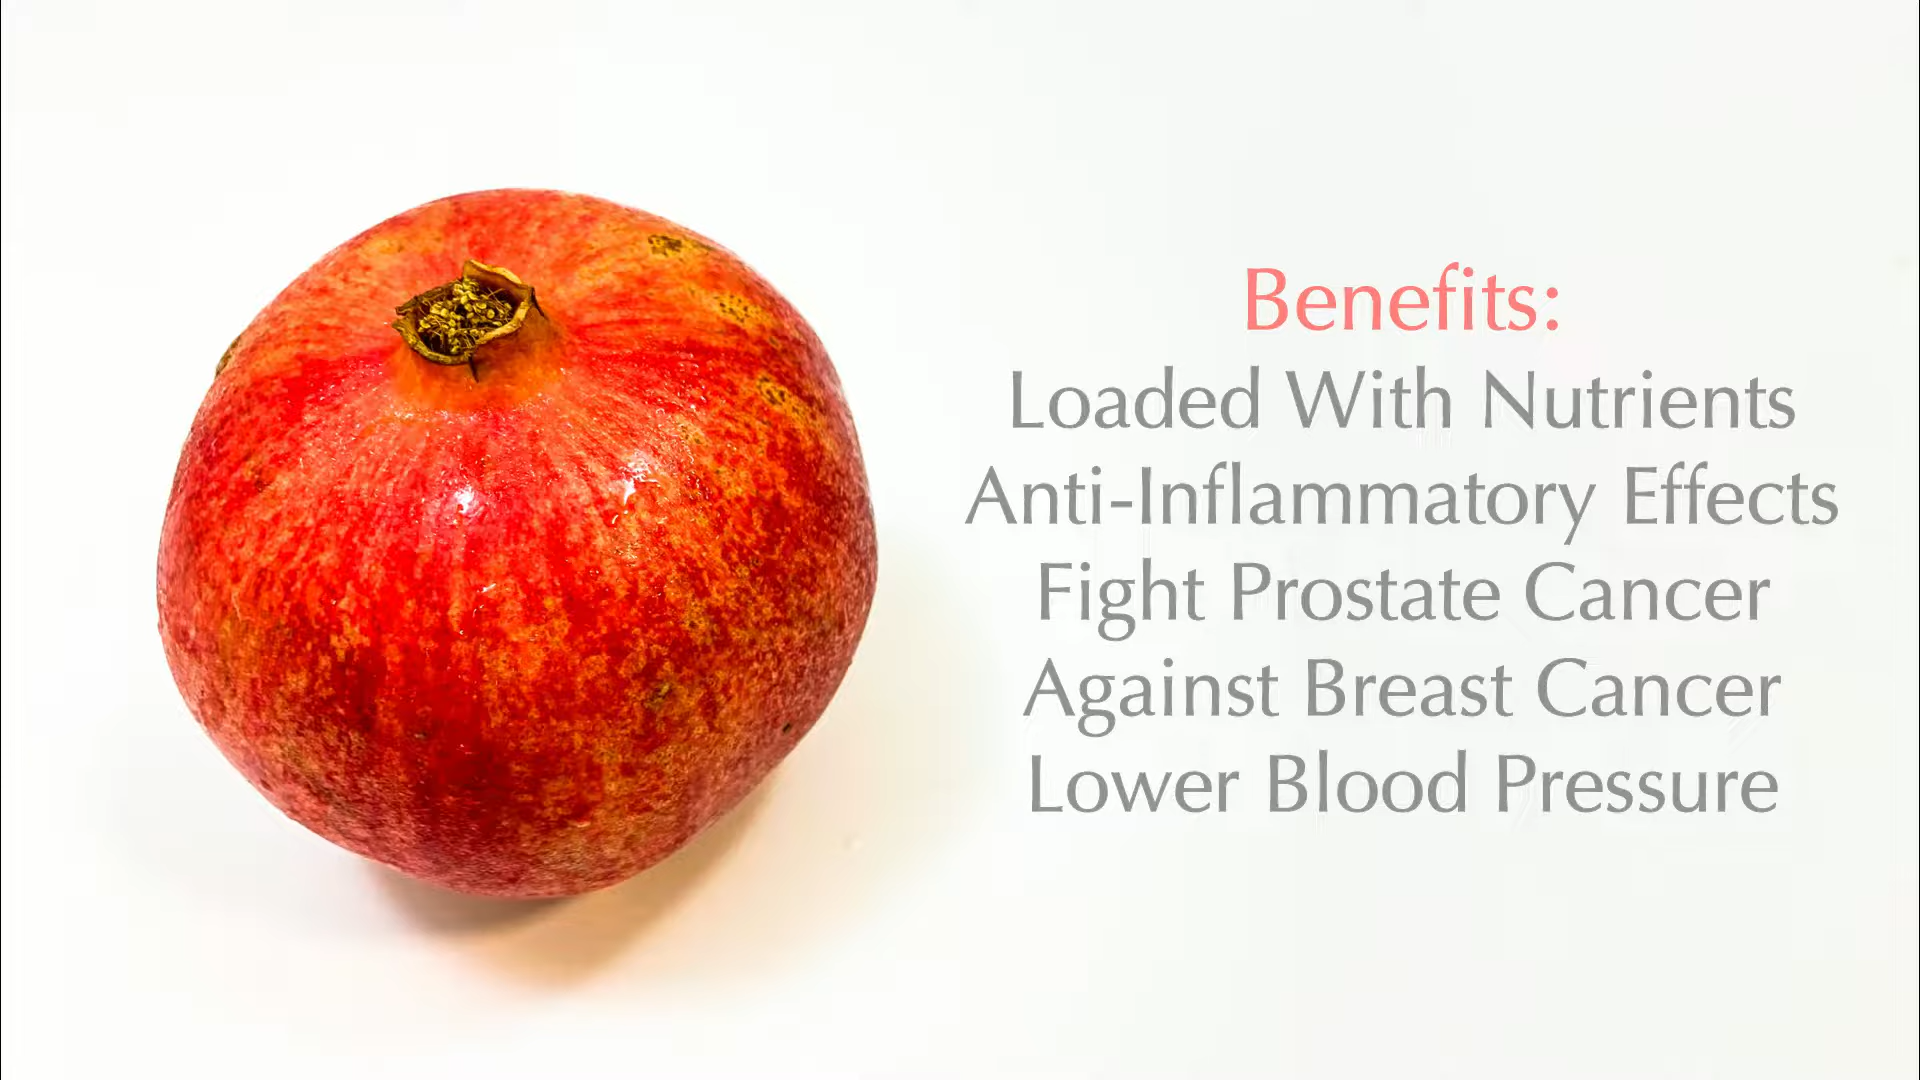 Benefits:
Loaded With Nutrients
Anti-Inflammatory Effects
Fight Prostate Cancer
Against Breast Cancer
Lower Blood Pressure